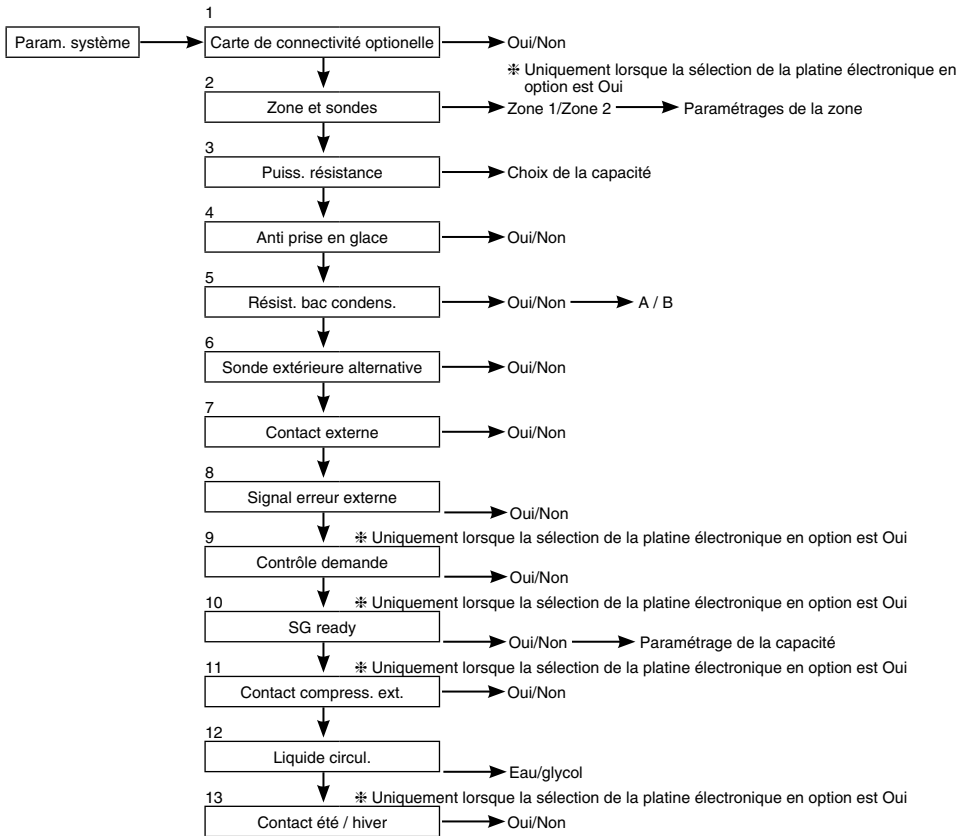 1
Param. système
Carte de connectivité optionelle
Oui/Non
❈ Uniquement lorsque la sélection de la platine électronique en
option est Oui
2
Zone et sondes
Zone 1/Zone 2
Paramétrages de la zone
3
Puiss. résistance
Choix de la capacité
4
Anti prise en glace
Oui/Non
5
Résist. bac condens.
Oui/Non
A / B
6
Sonde extérieure alternative
Oui/Non
7
Contact externe
Oui/Non
8
Signal erreur externe
Oui/Non
❈ Uniquement lorsque la sélection de la platine électronique en option est Oui
9
Contrôle demande
Oui/Non
❈ Uniquement lorsque la sélection de la platine électronique en option est Oui
10
SG ready
Oui/Non
Paramétrage de la capacité
❈ Uniquement lorsque la sélection de la platine électronique en option est Oui
11
Contact compress. ext.
Oui/Non
12
Liquide circul.
Eau/glycol
❈ Uniquement lorsque la sélection de la platine électronique en option est Oui
13
Contact été / hiver
Oui/Non